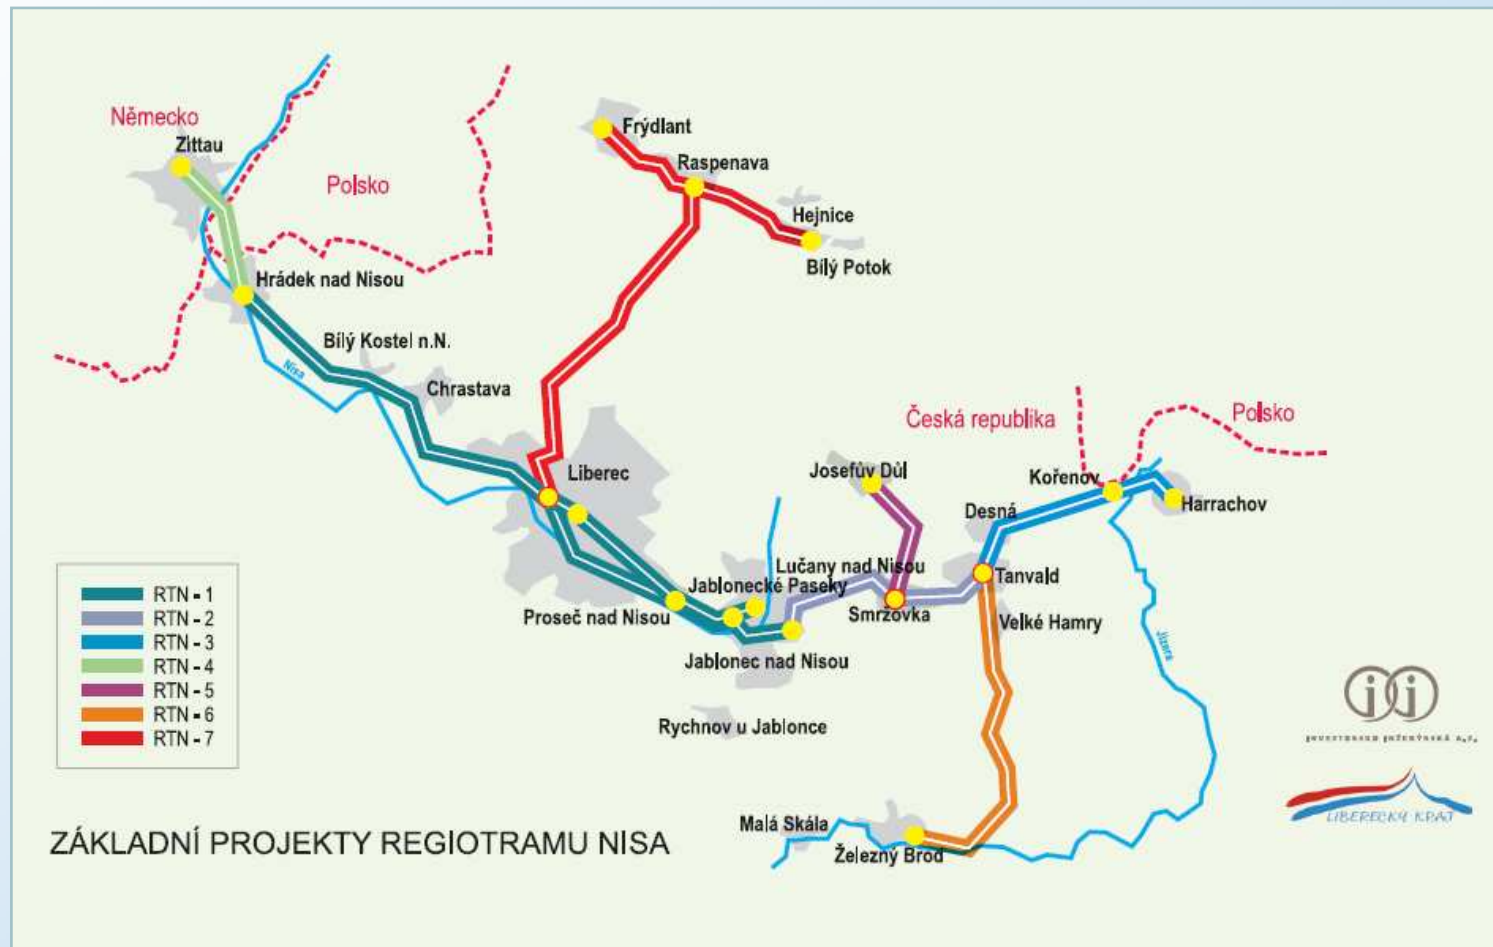 Německo
Zittau
Polsko
Hrádek nad Nisou
Frýdlant
Raspenava
Hejnice
Bílý Potok
Bílý Kostel n.N.
Nisa
Chrastava
Liberec
Česká republika
Polsko
Josefův Důl
Kořenov
Harrachov
Desná
Lučany nad Nisou
Tanvald
Jablonecké Paseky
Proseč nad Nisou
Smržovka
Velké Hamry
Jablonec nad Nisou
Jizera
Rychnov u Jablonce
RTN - 1
RTN - 2
RTN - 3
RTN - 4
RTN - 5
RTN - 6
RTN - 7
Malá Skála
Železný Brod
ZÁKLADNÍ PROJEKTY REGIOTRAMU NISA
LIBERECKÝ KRAJ